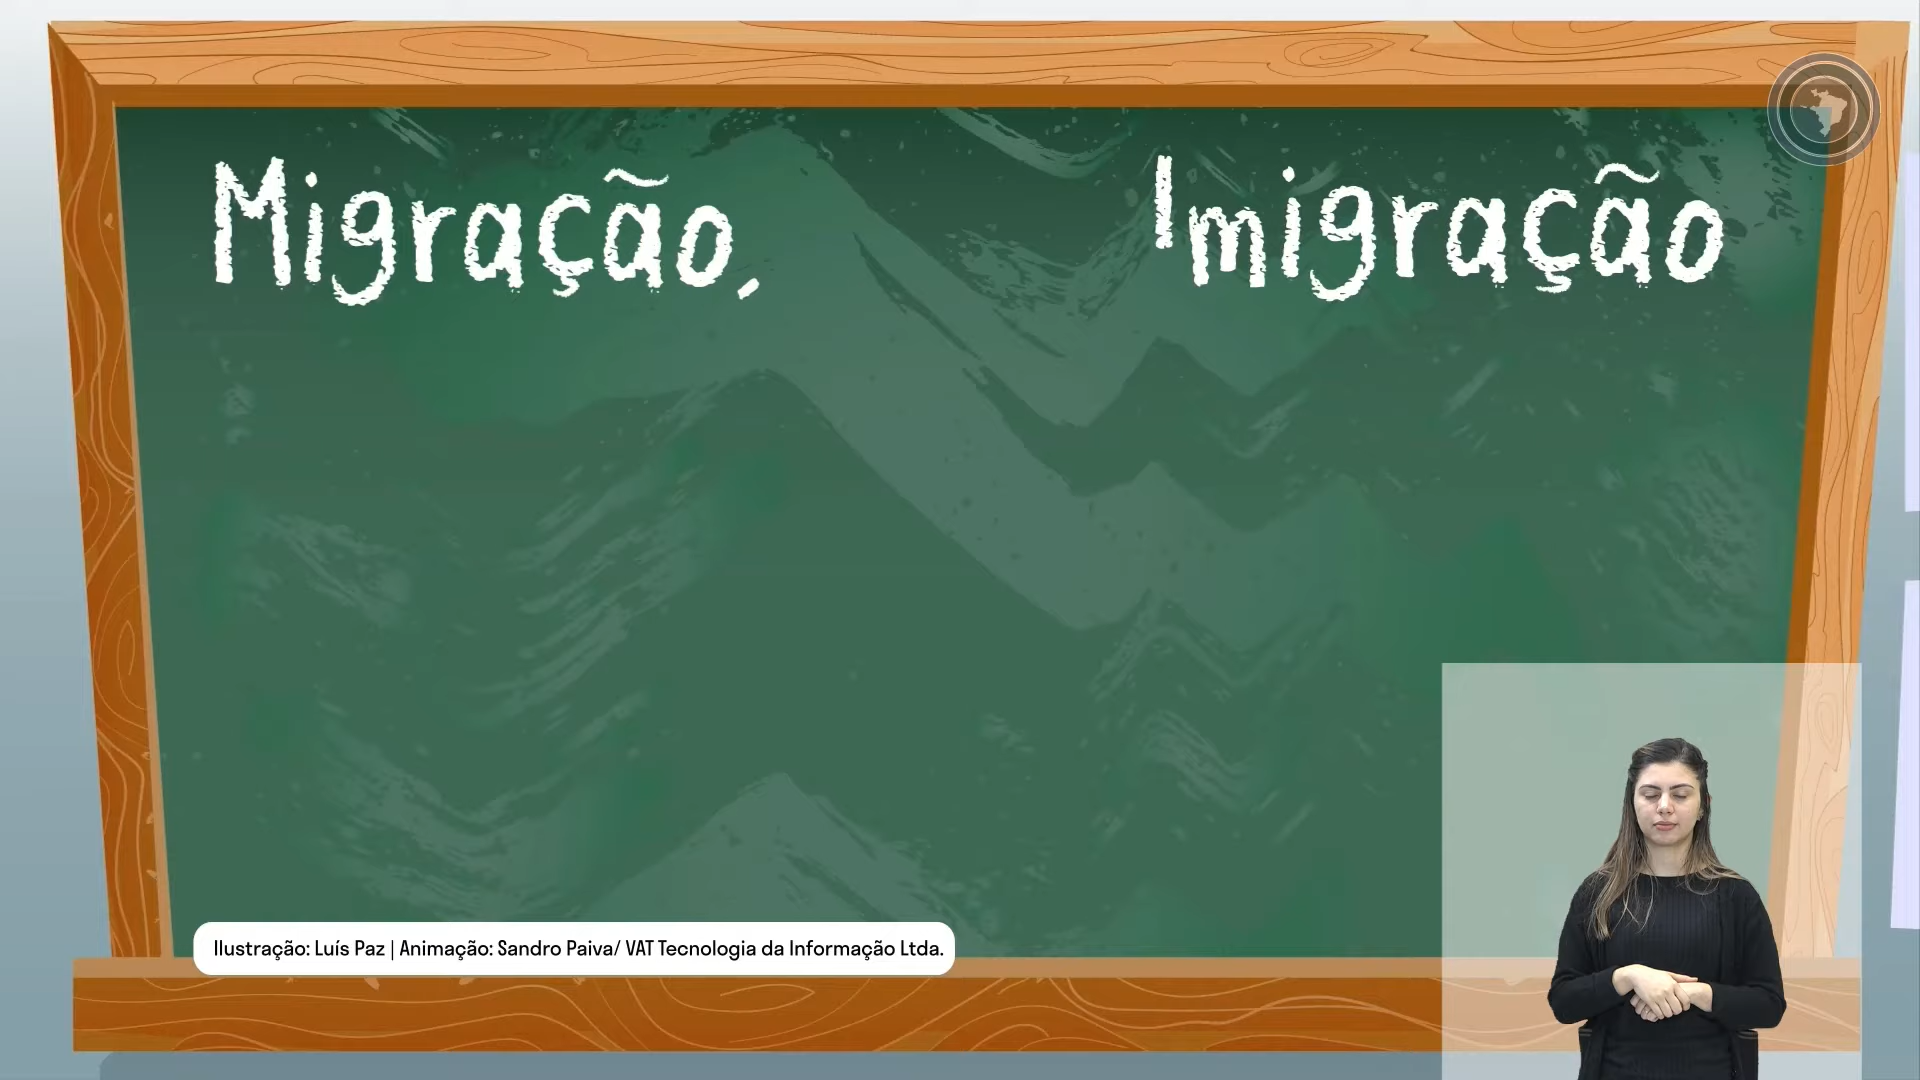 Migração, Imigração
Ilustração: Luís Paz | Animação: Sandro Paiva/ VAT Tecnologia da Informação Ltda.